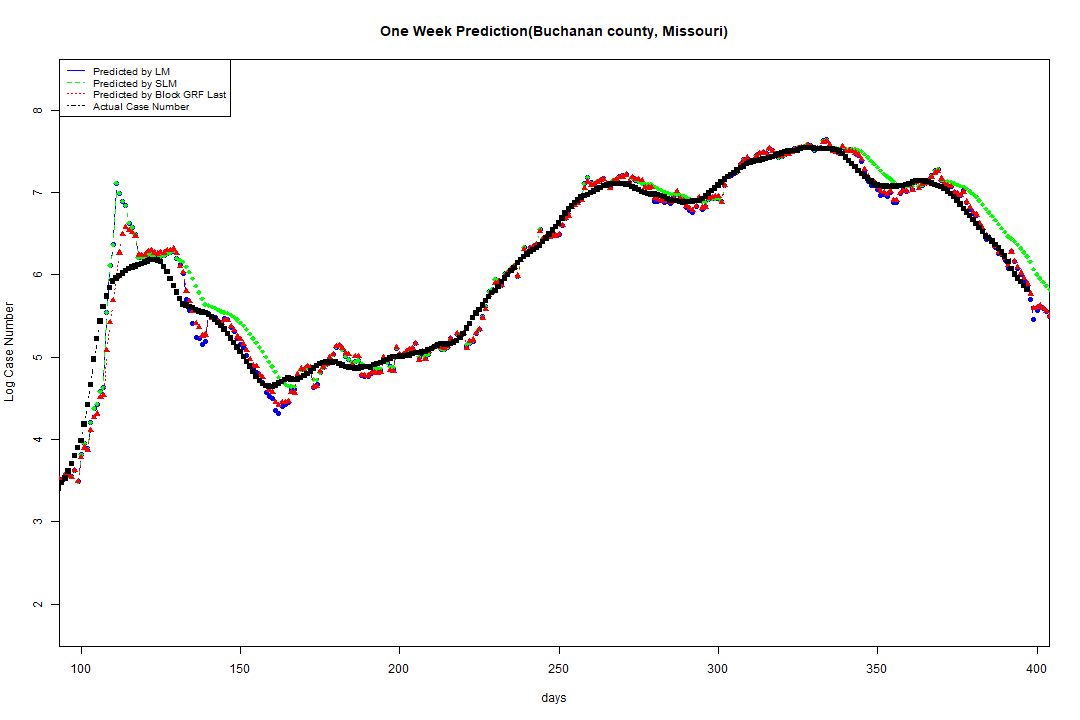 One Week Prediction(Buchanan county, Missouri)
Predicted by LM
Predicted by SLM
Predicted by Block GRF Last
Actual Case Number
8
7
6
5
4
3
2
Log Case Number
100 150 200 250 300 350 400
days